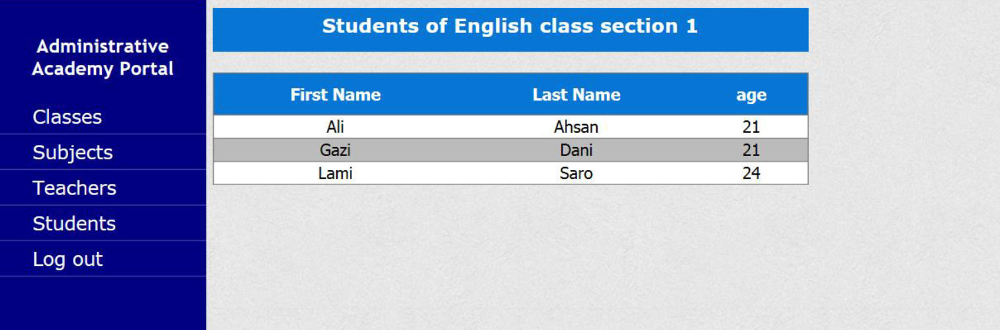 Administrative
Academy Portal
Classes
Subjects
Teachers
Students
Log out
Students of English class section 1
First Name Last Name age
Ali Ahsan 21
Gazi Dani 21
Lami Saro 24